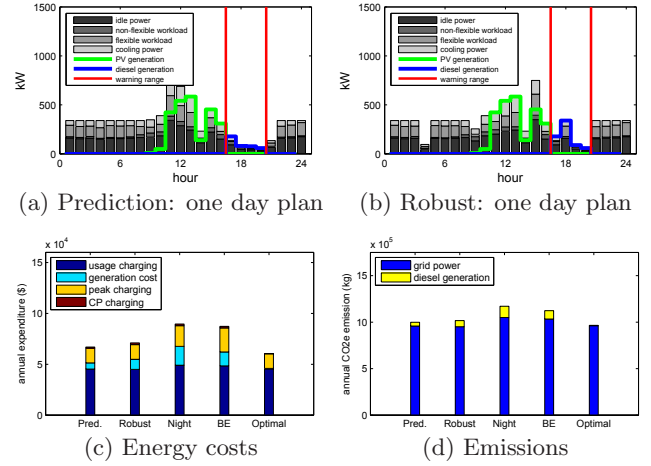 1500
1000
500
0
kW
idle power
non-flexible workload
flexible workload
cooling power
PV generation
diesel generation
warning range
0 6 12 18 24
hour
(a) Prediction: one day plan
1500
1000
500
0
kW
idle power
non-flexible workload
flexible workload
cooling power
PV generation
diesel generation
warning range
0 6 12 18 24
hour
(b) Robust: one day plan
x 10^4
15
10
5
0
annual expenditure ($)
usage charging
generation cost
peak charging
CP charging
Pred. Robust Night BE Optimal
(c) Energy costs
x 10^5
15
10
5
0
annual CO2e emission (kg)
grid power
diesel generation
Pred. Robust Night BE Optimal
(d) Emissions